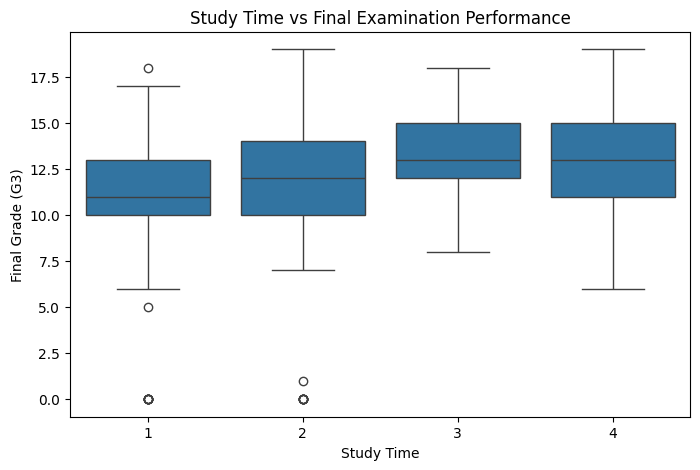 Study Time vs Final Examination Performance
Final Grade (G3)
17.5
15.0
12.5
10.0
7.5
5.0
2.5
0.0
1 2 3 4
Study Time